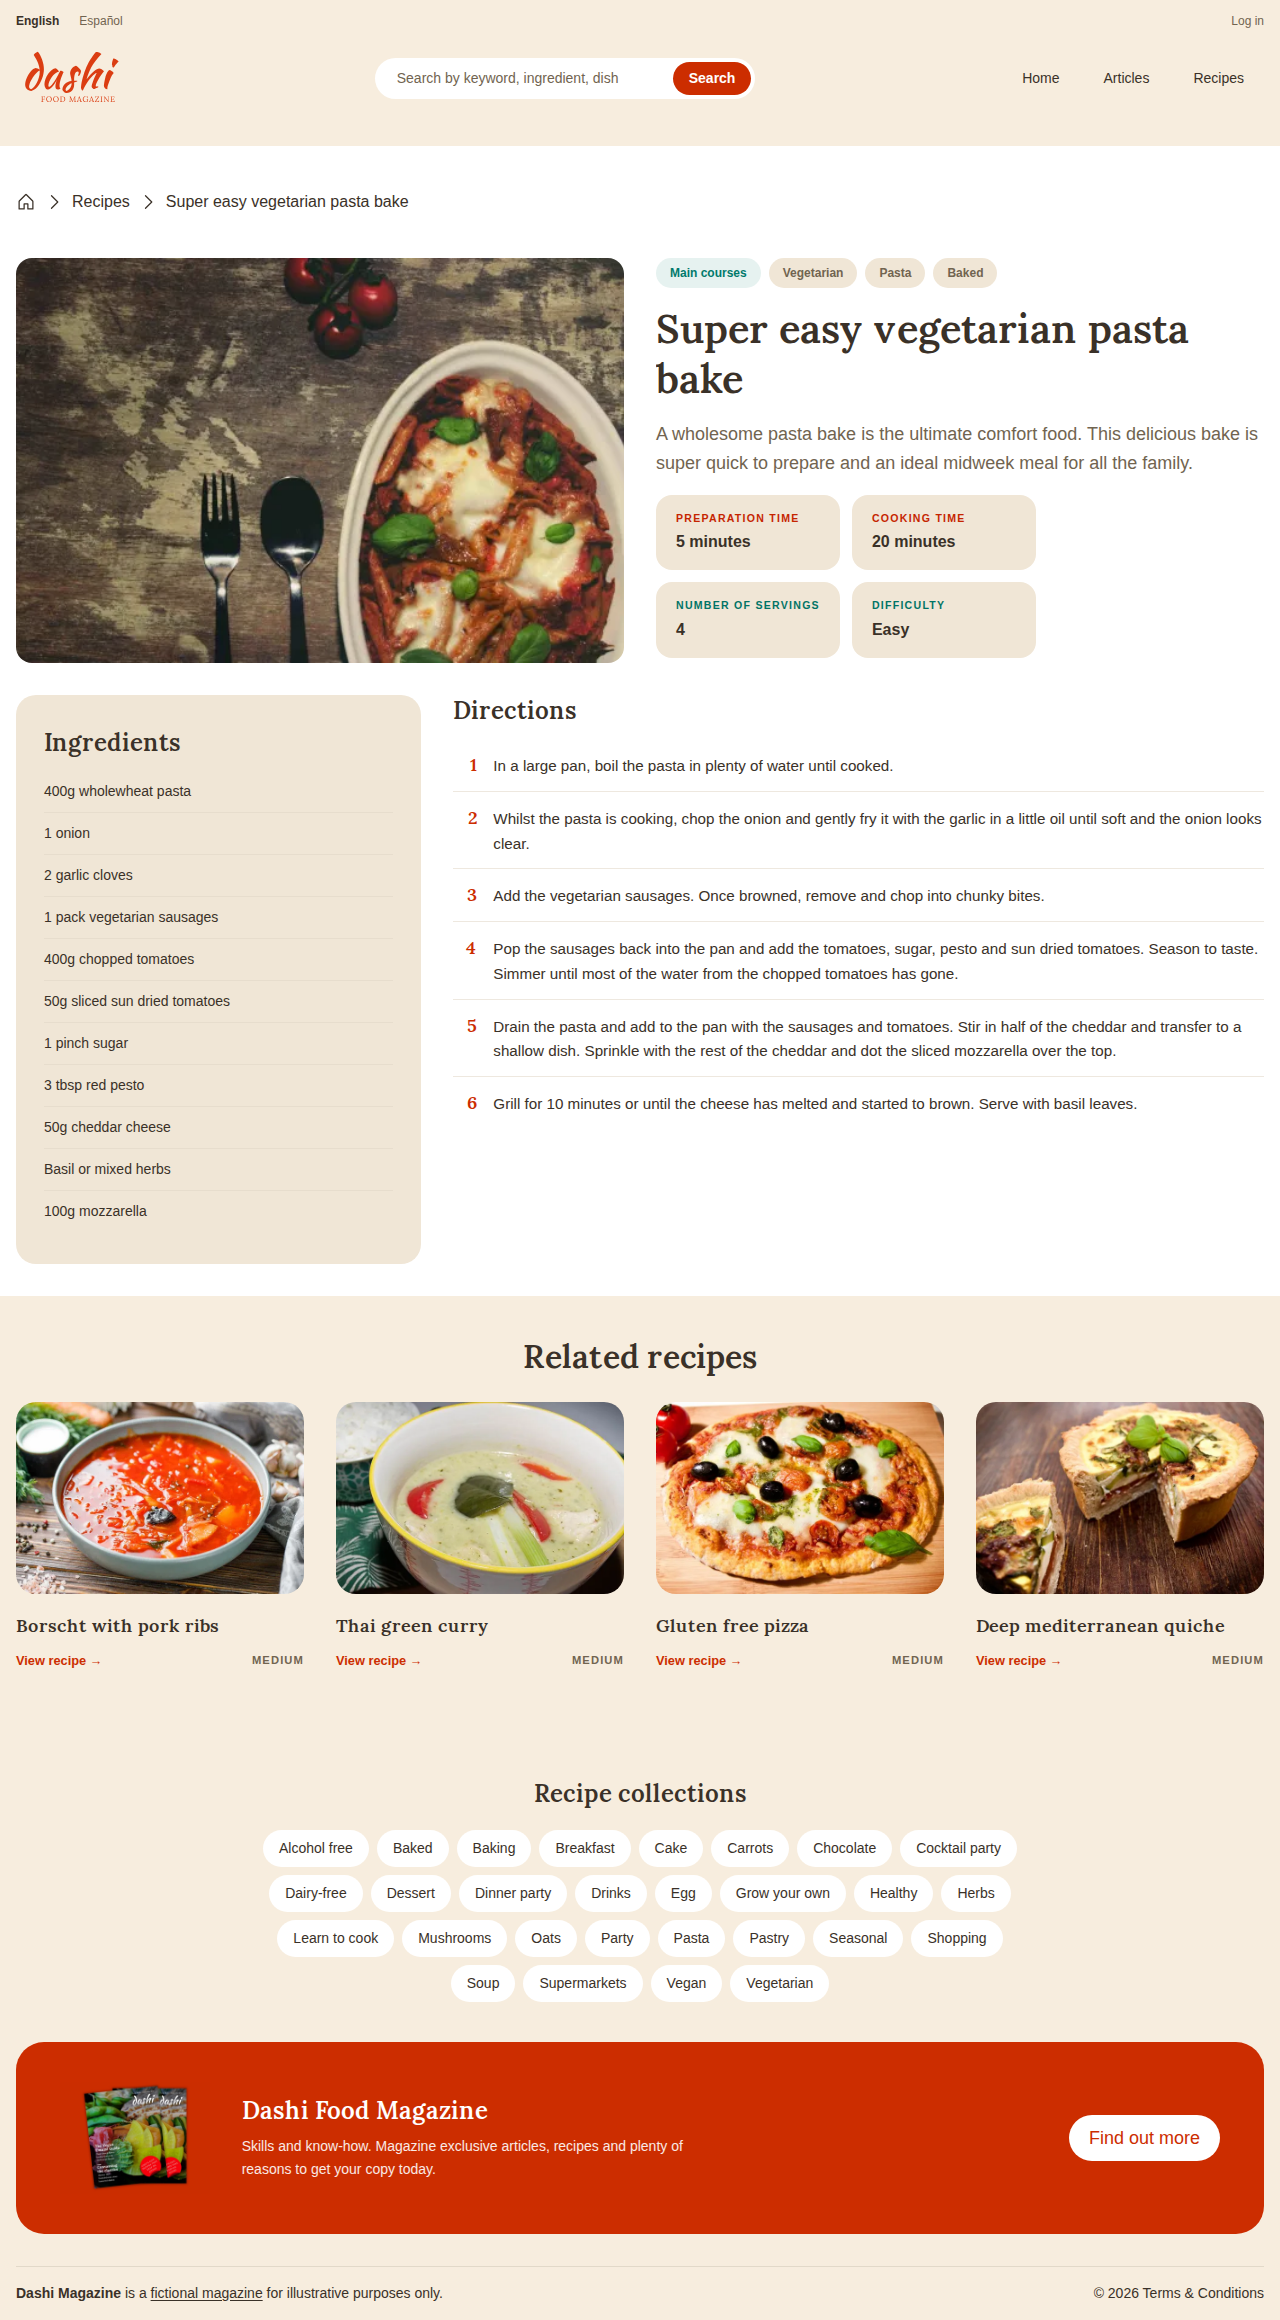 English Español Log in
dashi
FOOD MAGAZINE
Search by keyword, ingredient, dish Search
Home Articles Recipes
Recipes Super easy vegetarian pasta bake
Main courses Vegetarian Pasta Baked
Super easy vegetarian pasta
bake
A wholesome pasta bake is the ultimate comfort food. This delicious bake is
super quick to prepare and an ideal midweek meal for all the family.
PREPARATION TIME
5 minutes
COOKING TIME
20 minutes
NUMBER OF SERVINGS
4
DIFFICULTY
Easy
Ingredients
400g wholewheat pasta
1 onion
2 garlic cloves
1 pack vegetarian sausages
400g chopped tomatoes
50g sliced sun dried tomatoes
1 pinch sugar
3 tbsp red pesto
50g cheddar cheese
Basil or mixed herbs
100g mozzarella
Directions
1 In a large pan, boil the pasta in plenty of water until cooked.
2 Whilst the pasta is cooking, chop the onion and gently fry it with the garlic in a little oil until soft and the onion looks
clear.
3 Add the vegetarian sausages. Once browned, remove and chop into chunky bites.
4 Pop the sausages back into the pan and add the tomatoes, sugar, pesto and sun dried tomatoes. Season to taste.
Simmer until most of the water from the chopped tomatoes has gone.
5 Drain the pasta and add to the pan with the sausages and tomatoes. Stir in half of the cheddar and transfer to a
shallow dish. Sprinkle with the rest of the cheddar and dot the sliced mozzarella over the top.
6 Grill for 10 minutes or until the cheese has melted and started to brown. Serve with basil leaves.
Related recipes
Borscht with pork ribs
View recipe → MEDIUM
Thai green curry
View recipe → MEDIUM
Gluten free pizza
View recipe → MEDIUM
Deep mediterranean quiche
View recipe → MEDIUM
Recipe collections
Alcohol free Baked Baking Breakfast Cake Carrots Chocolate Cocktail party
Dairy-free Dessert Dinner party Drinks Egg Grow your own Healthy Herbs
Learn to cook Mushrooms Oats Party Pasta Pastry Seasonal Shopping
Soup Supermarkets Vegan Vegetarian
dashi dashi
Dashi Food Magazine
Skills and know-how. Magazine exclusive articles, recipes and plenty of
reasons to get your copy today.
Find out more
Dashi Magazine is a fictional magazine for illustrative purposes only.
© 2026 Terms & Conditions